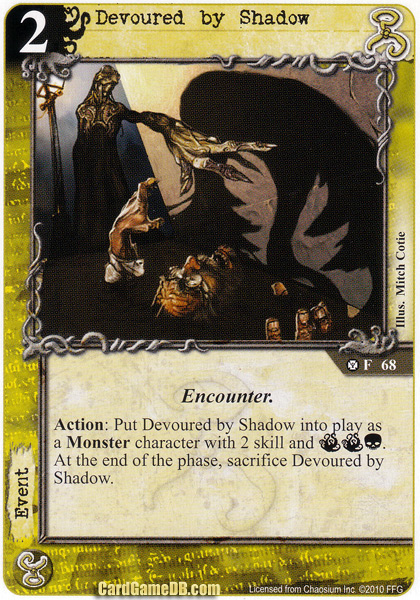 2
Devoured by Shadow
Illus. Mitch Cotie
F 68
Encounter.
Action: Put Devoured by Shadow into play as
a Monster character with 2 skill and
At the end of the phase, sacrifice Devoured by
Shadow.
Event
CardGameDB.com
Licensed from Chaosium Inc. ©2010 FFG